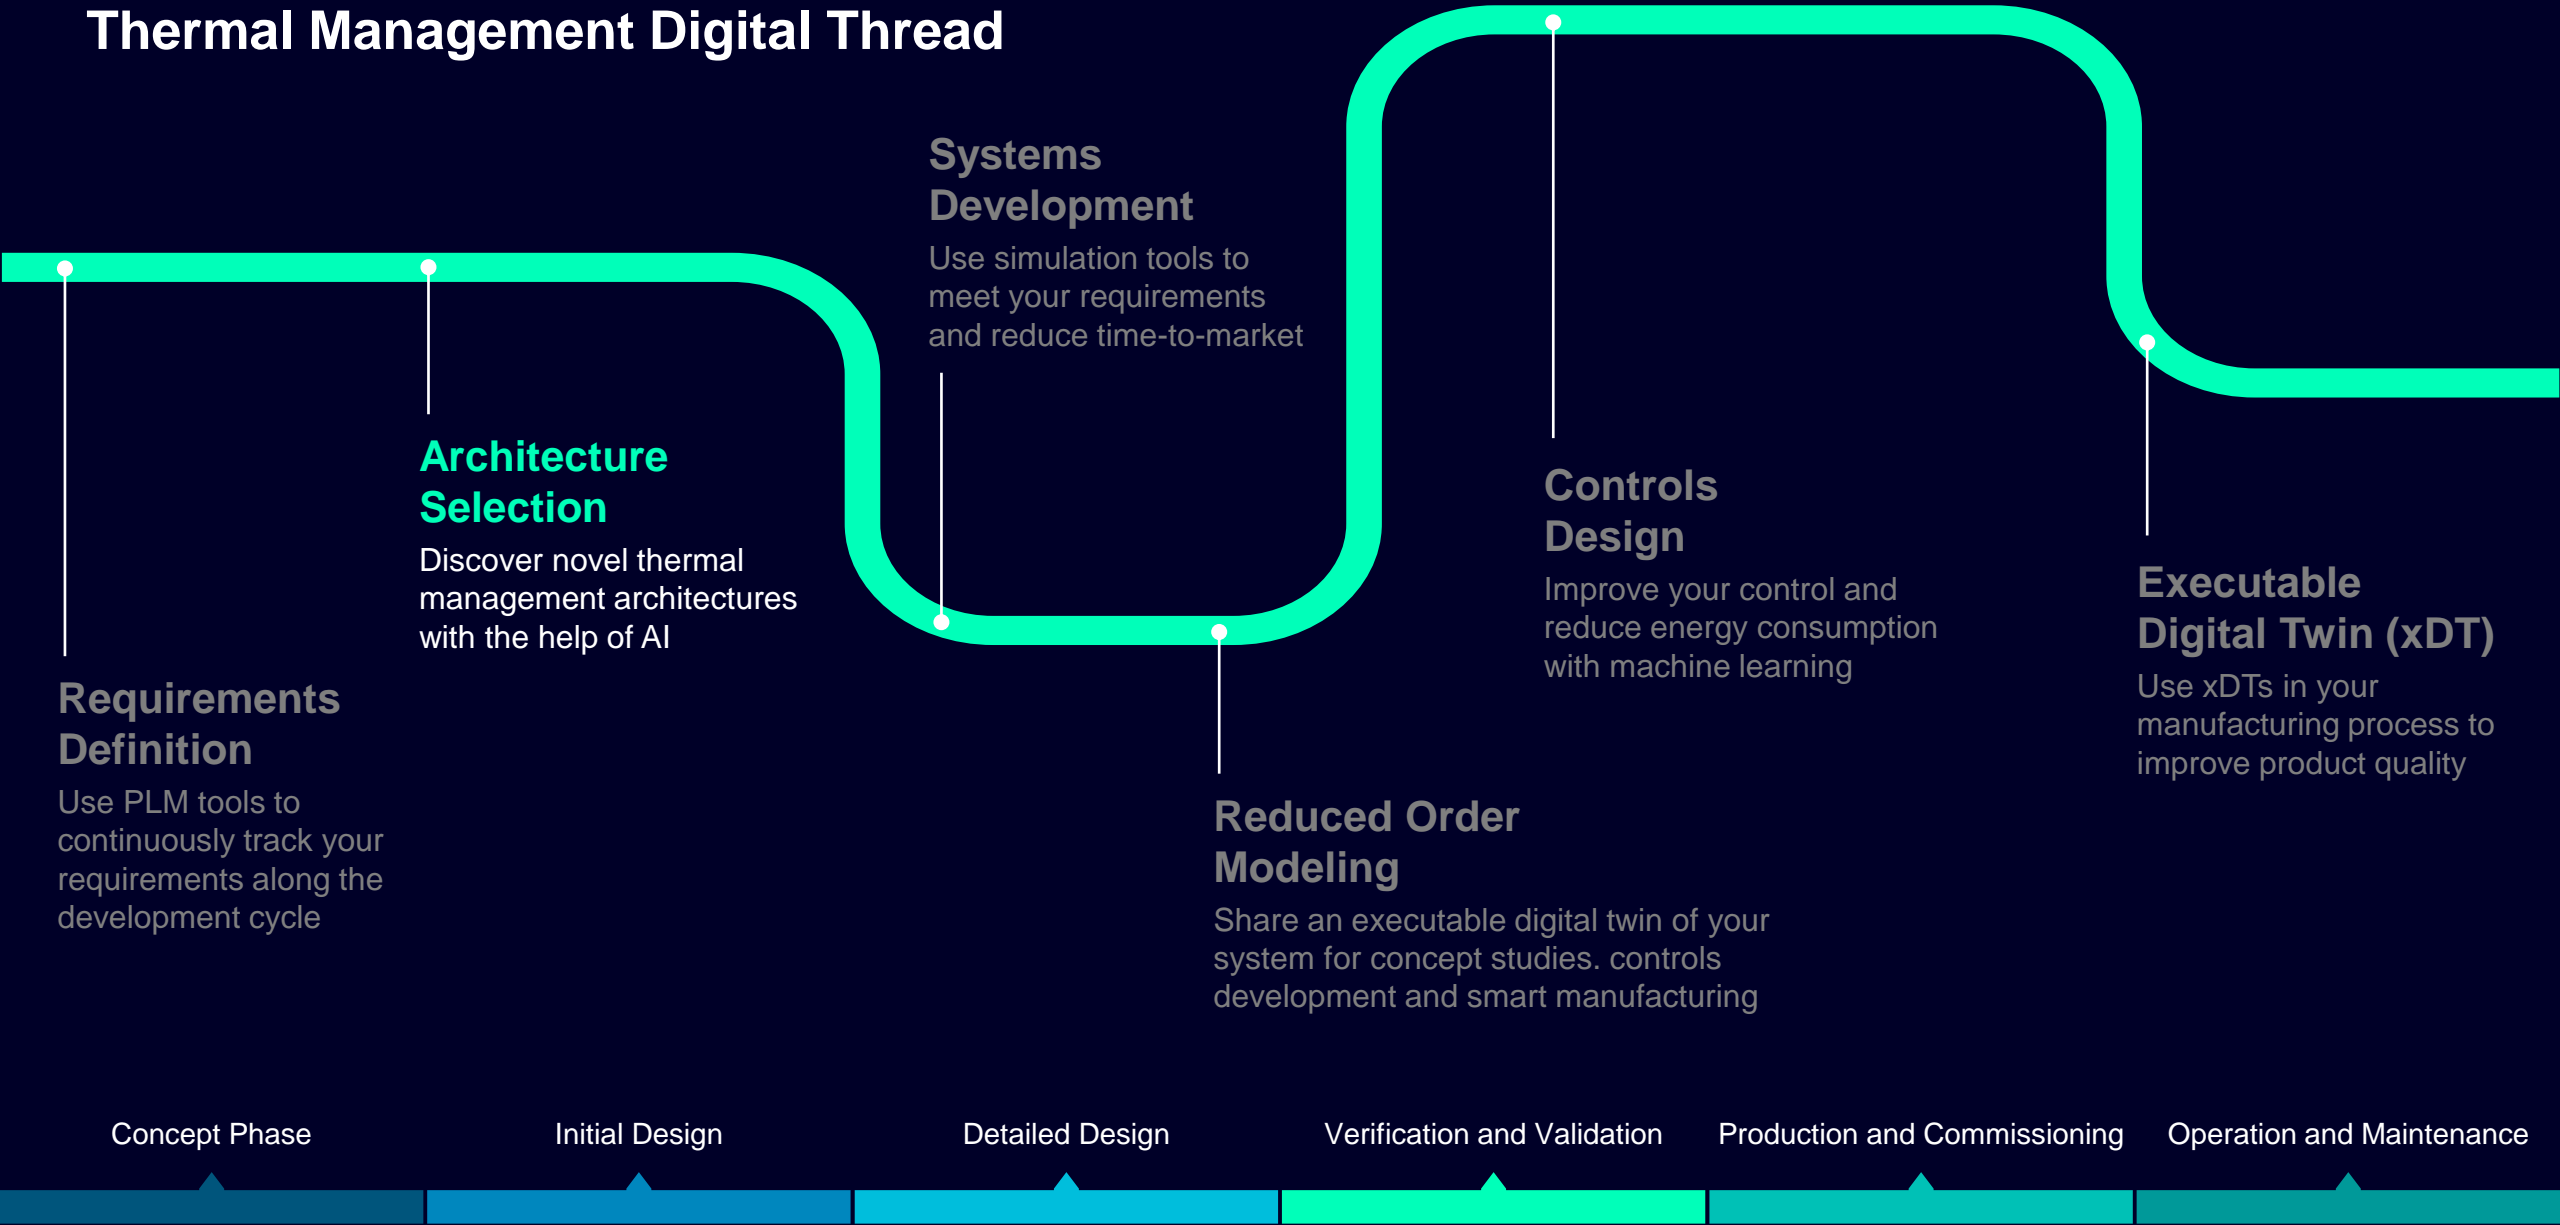 Thermal Management Digital Thread
Requirements
Definition
Use PLM tools to
continuously track your
requirements along the
development cycle
Architecture
Selection
Discover novel thermal
management architectures
with the help of AI
Systems
Development
Use simulation tools to
meet your requirements
and reduce time-to-market
Reduced Order
Modeling
Share an executable digital twin of your
system for concept studies. controls
development and smart manufacturing
Controls
Design
Improve your control and
reduce energy consumption
with machine learning
Executable
Digital Twin (xDT)
Use xDTs in your
manufacturing process to
improve product quality
Concept Phase
Initial Design
Detailed Design
Verification and Validation
Production and Commissioning
Operation and Maintenance